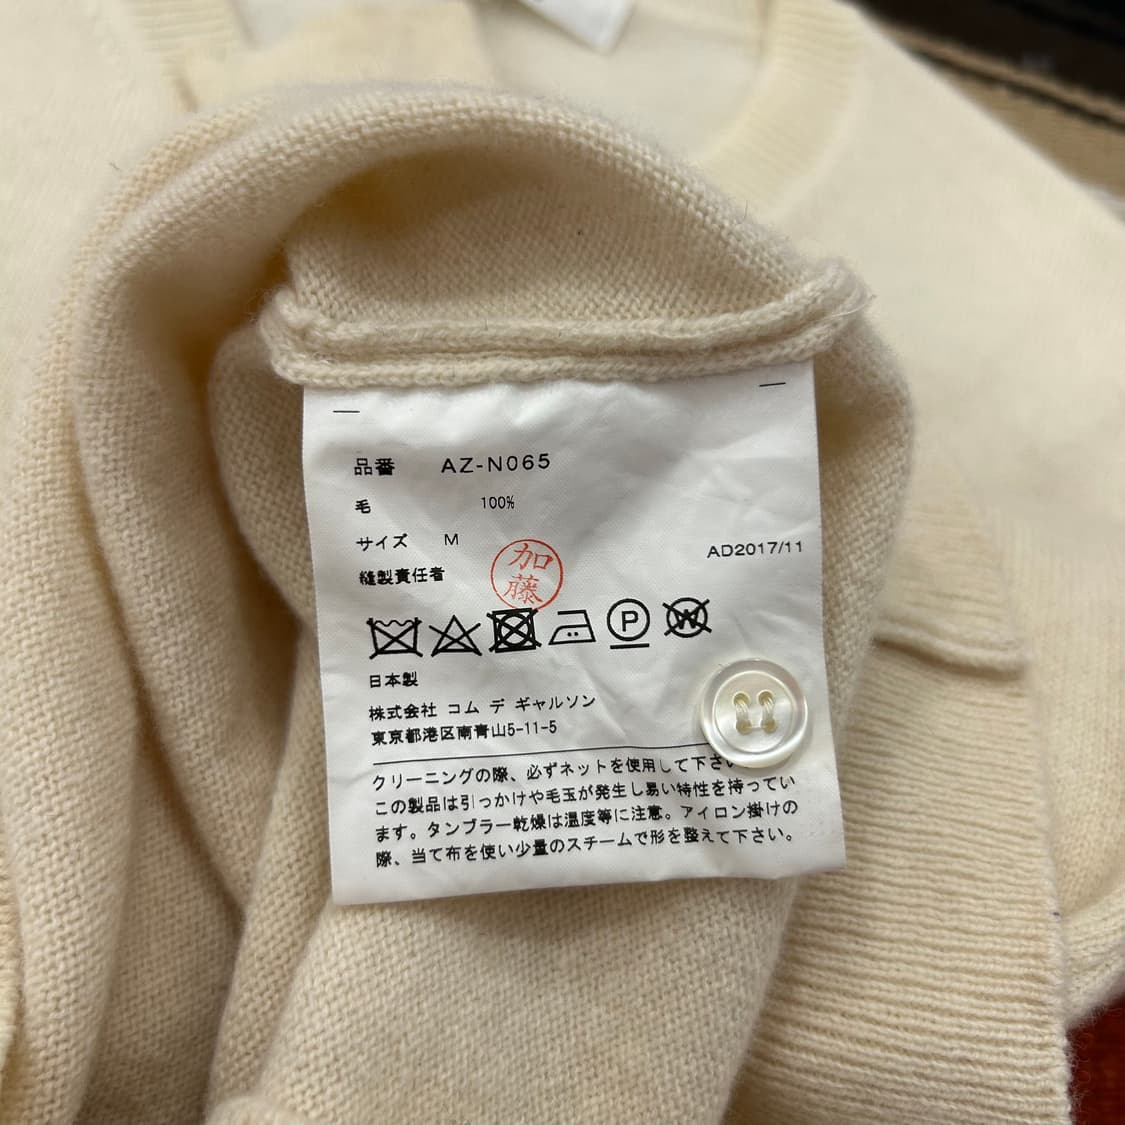 品番 AZ-N065
毛 100%
サイズ M
AD2017/11
縫製責任者 加藤
P W
日本製
株式会社 コム デ ギャルソン
東京都港区南青山5-11-5
クリーニングの際、必ずネットを使用して下さい
この製品は引っかけや毛玉が発生し易い特性を持ってい
ます。タンブラー乾燥は温度等に注意。アイロン掛けの
際、当て布を使い少量のスチームで形を整えて下さい。